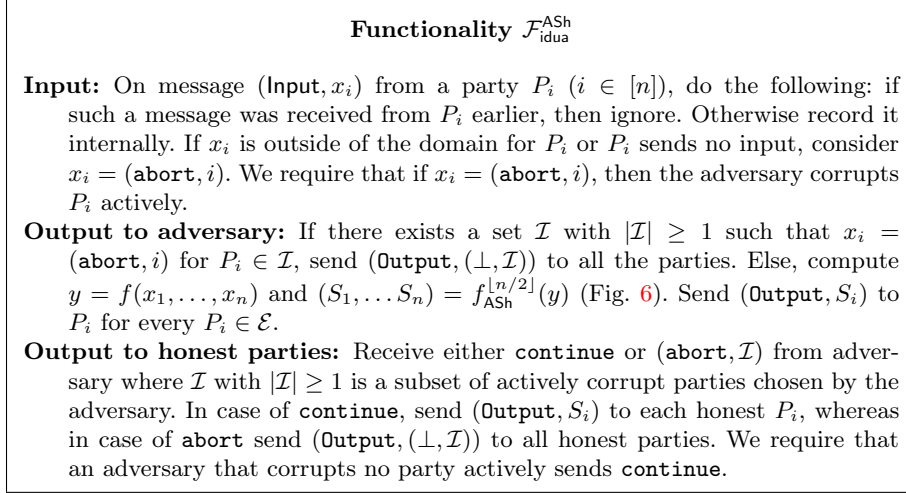 Functionality $\mathcal{F}_{\mathsf{idua}}^{\mathsf{ASh}}$
Input: On message (Input, $x_i$) from a party $P_i$ ($i \in [n]$), do the following: if
such a message was received from $P_i$ earlier, then ignore. Otherwise record it
internally. If $x_i$ is outside of the domain for $P_i$ or $P_i$ sends no input, consider
$x_i = (\texttt{abort}, i)$. We require that if $x_i = (\texttt{abort}, i)$, then the adversary corrupts
$P_i$ actively.
Output to adversary: If there exists a set $\mathcal{I}$ with $|\mathcal{I}| \geq 1$ such that $x_i =$
$(\texttt{abort}, i)$ for $P_i \in \mathcal{I}$, send (Output, $(\perp, \mathcal{I})$) to all the parties. Else, compute
$y = f(x_1, \ldots, x_n)$ and $(S_1, \ldots S_n) = f_{\mathsf{ASh}}^{\lfloor n/2 \rfloor}(y)$ (Fig. 6). Send (Output, $S_i$) to
$P_i$ for every $P_i \in \mathcal{E}$.
Output to honest parties: Receive either continue or (abort, $\mathcal{I}$) from adver-
sary where $\mathcal{I}$ with $|\mathcal{I}| \geq 1$ is a subset of actively corrupt parties chosen by the
adversary. In case of continue, send (Output, $S_i$) to each honest $P_i$, whereas
in case of abort send (Output, $(\perp, \mathcal{I})$) to all honest parties. We require that
an adversary that corrupts no party actively sends continue.